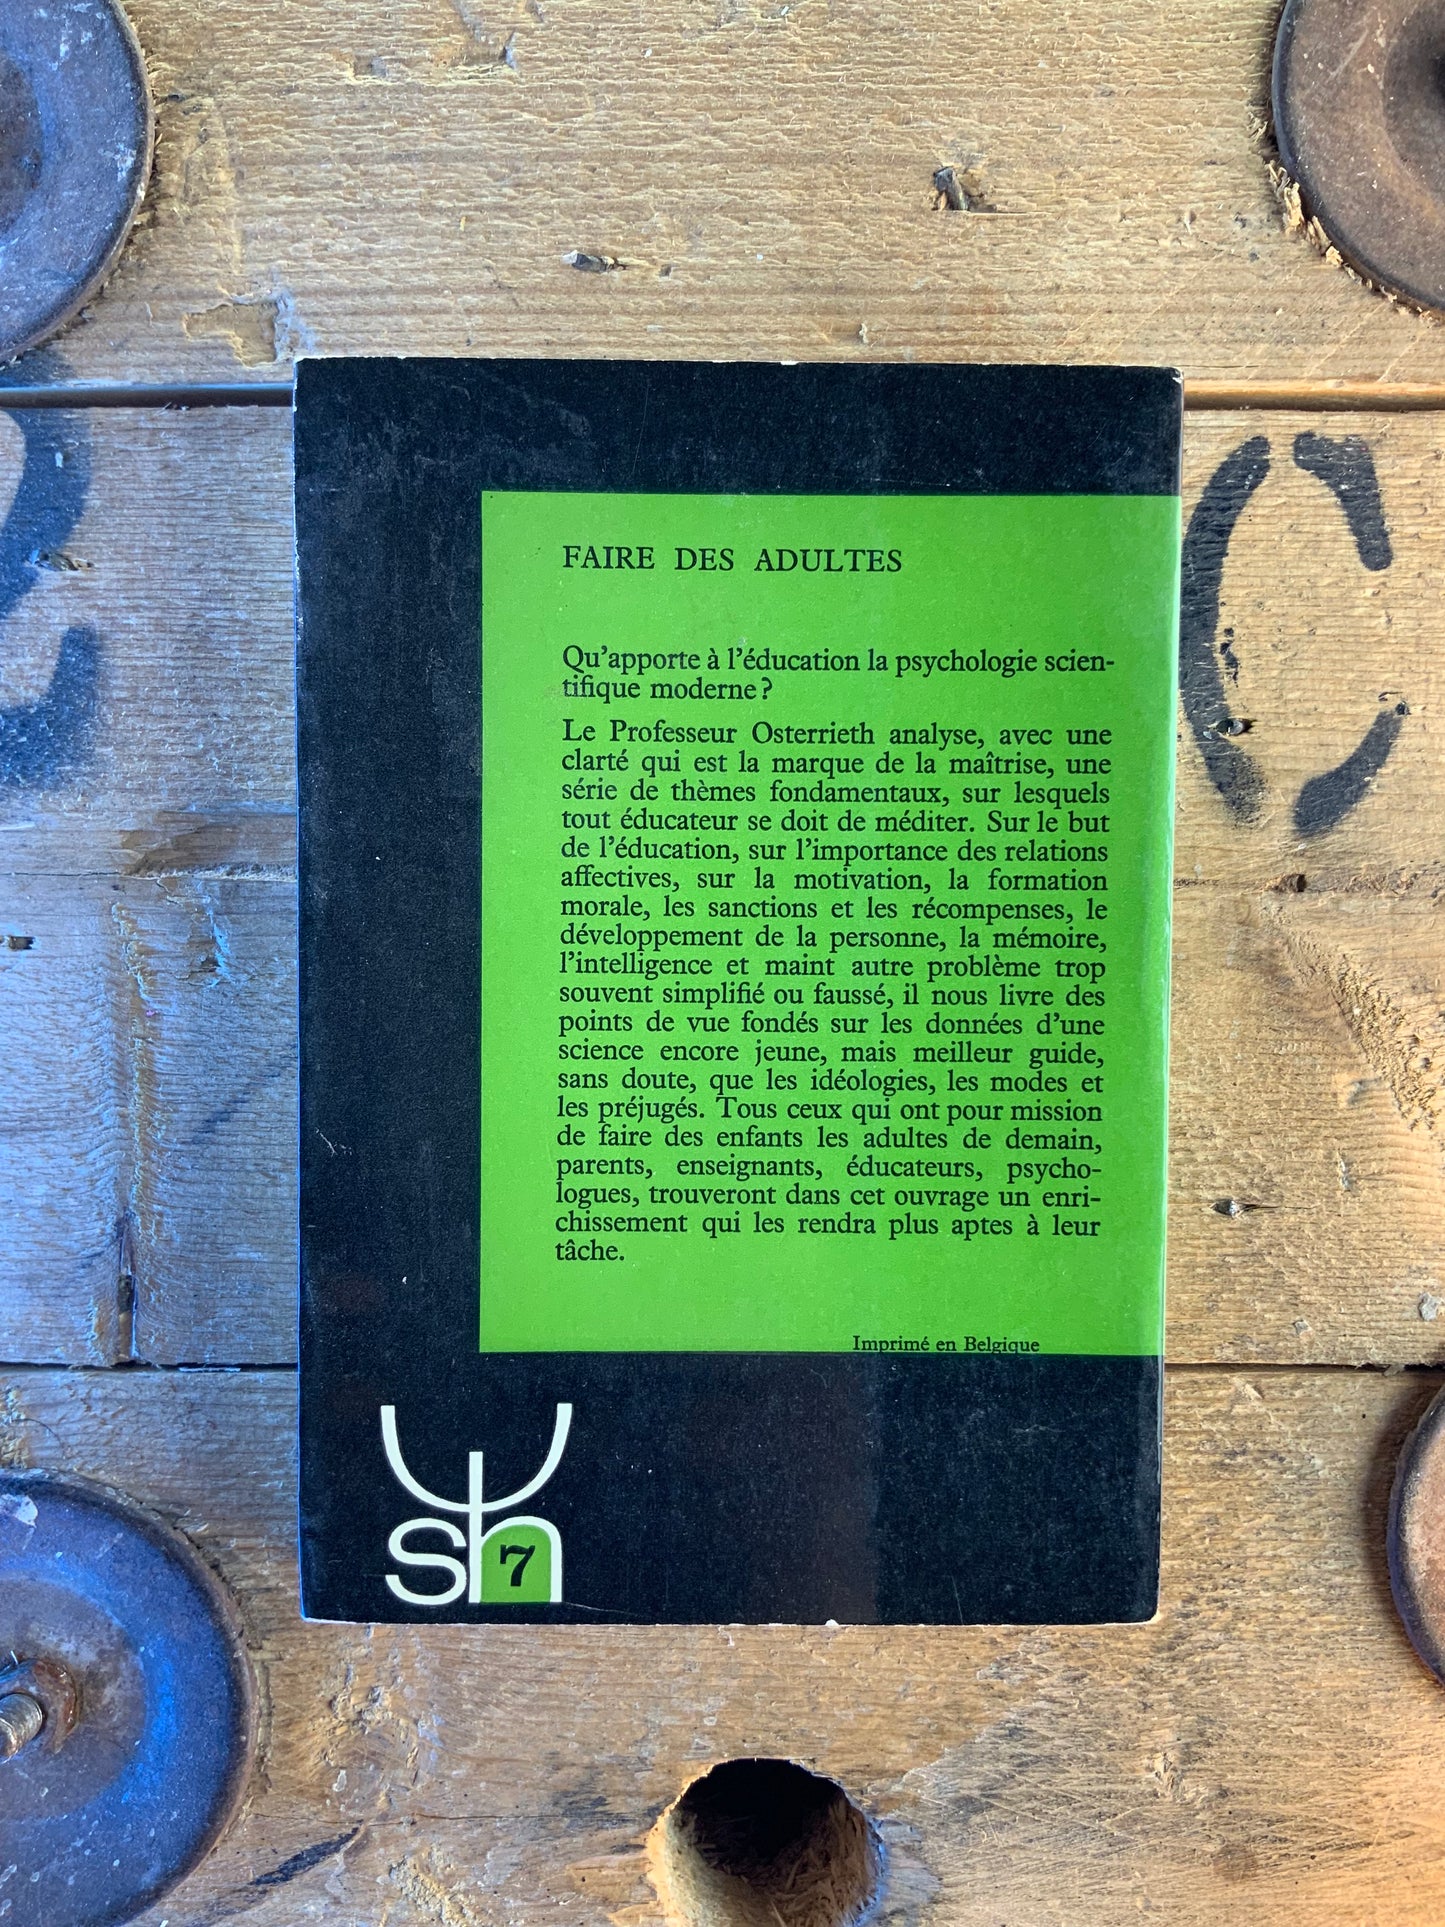 FAIRE DES ADULTES
Qu'apporte à l'éducation la psychologie scien-
tifique moderne?
Le Professeur Osterrieth analyse, avec une
clarté qui est la marque de la maîtrise, une
série de thèmes fondamentaux, sur lesquels
tout éducateur se doit de méditer. Sur le but
de l'éducation, sur l'importance des relations
affectives, sur la motivation, la formation
morale, les sanctions et les récompenses, le
développement de la personne, la mémoire,
l'intelligence et maint autre problème trop
souvent simplifié ou faussé, il nous livre des
points de vue fondés sur les données d'une
science encore jeune, mais meilleur guide,
sans doute, que les idéologies, les modes et
les préjugés. Tous ceux qui ont pour mission
de faire des enfants les adultes de demain,
parents, enseignants, éducateurs, psycho-
logues, trouveront dans cet ouvrage un enri-
chissement qui les rendra plus aptes à leur
tâche.
Imprimé en Belgique
sh
7
C